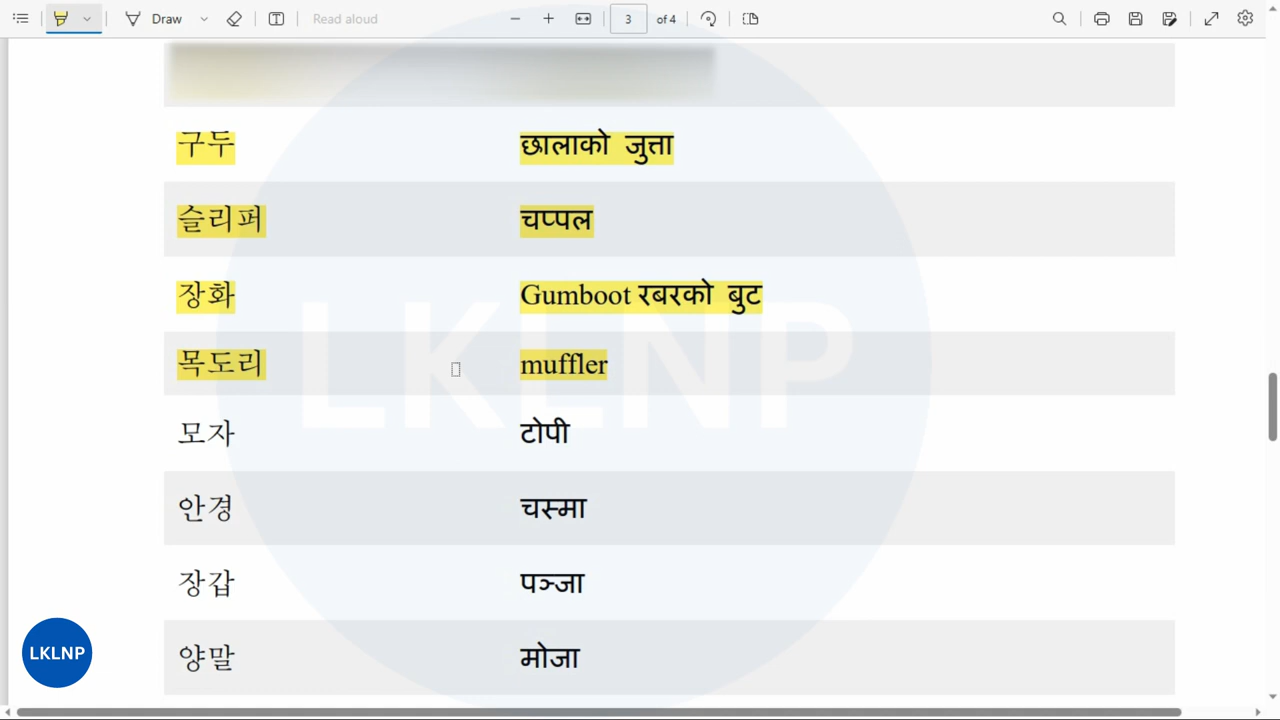 Draw
Read aloud
3 of 4
구두 छालाको जुत्ता
슬리퍼 चप्पल
장화 Gumboot रबरको बुट
목도리 muffler
모자 टोपी
안경 चस्मा
장갑 पञ्जा
양말 मोजा
LKLNP
LKLNP